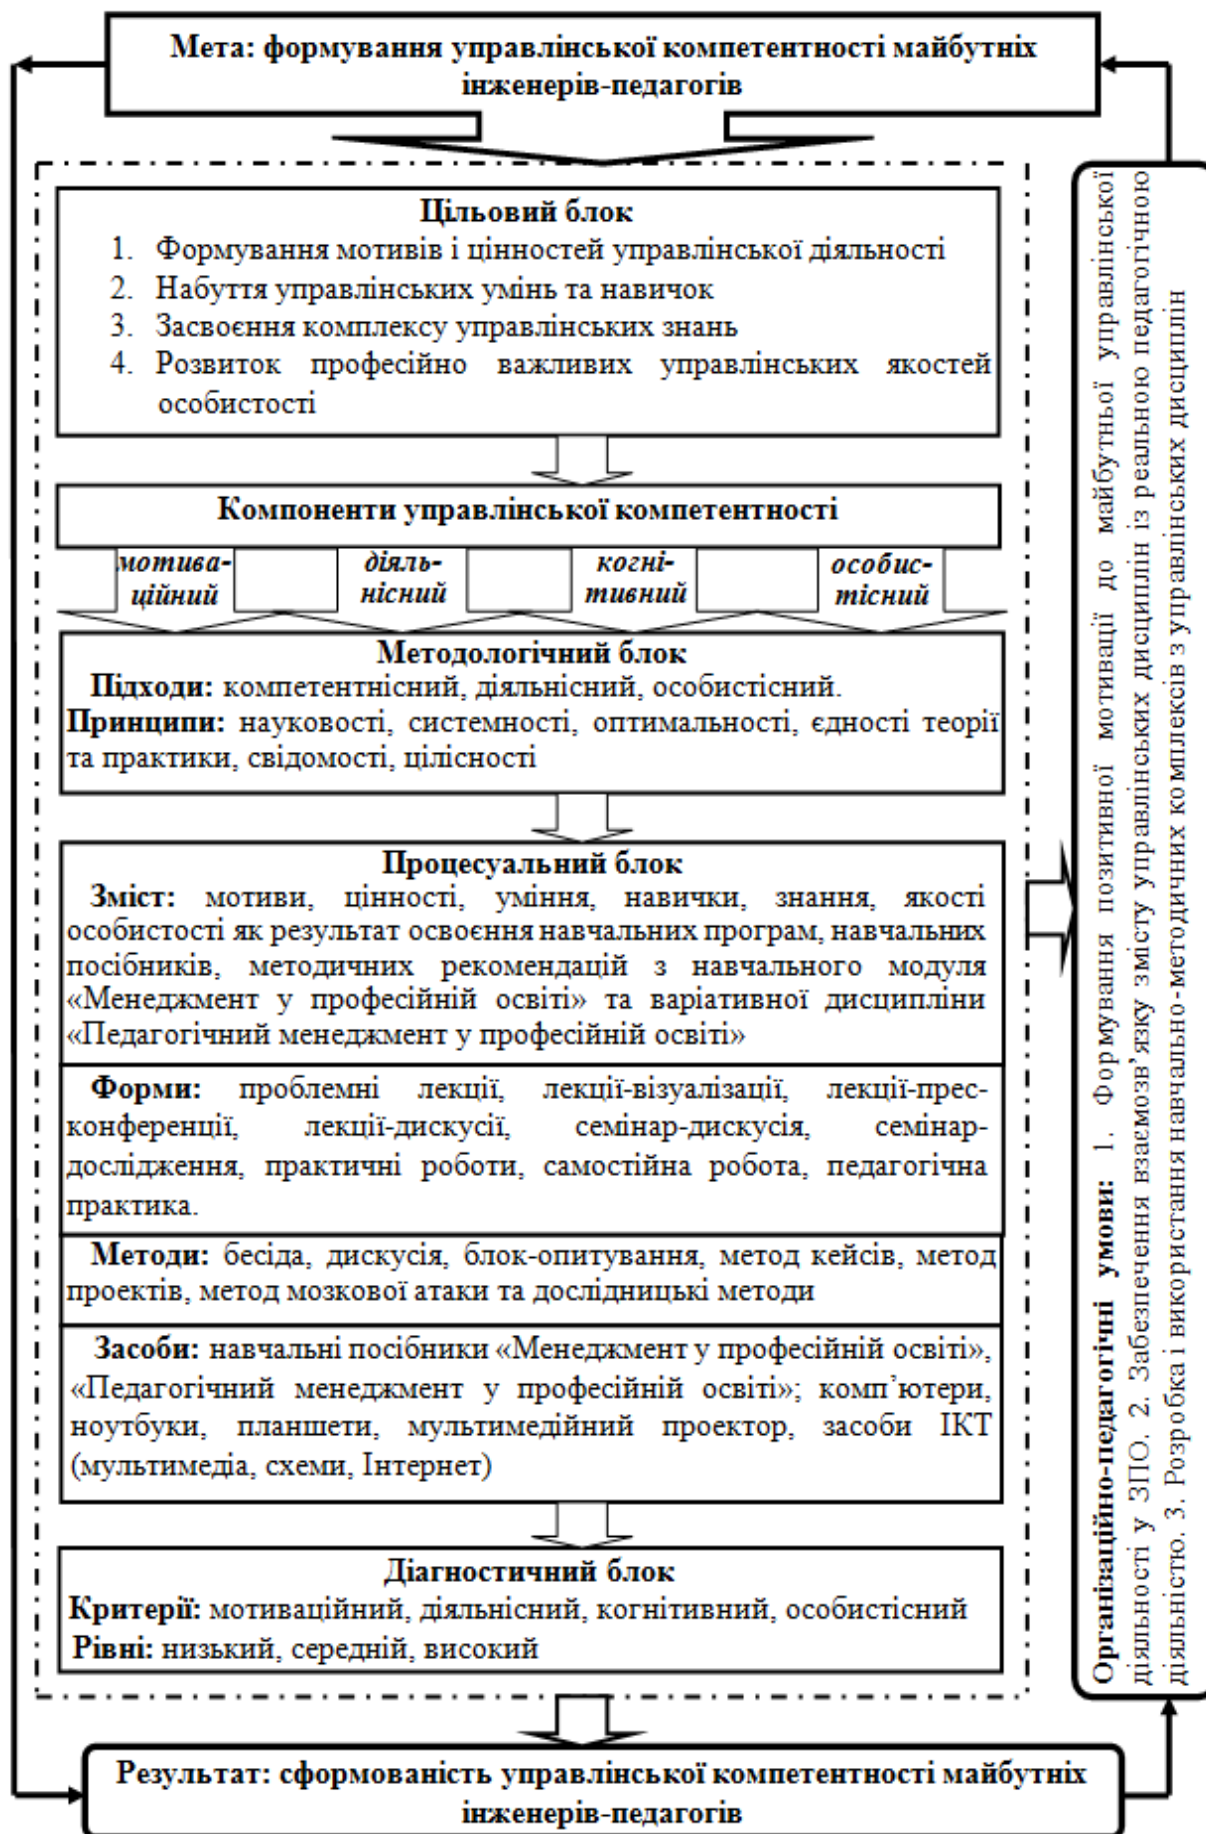 Мета: формування управлінської компетентності майбутніх
інженерів-педагогів
Цільовий блок
1. Формування мотивів і цінностей управлінської діяльності
2. Набуття управлінських умінь та навичок
3. Засвоєння комплексу управлінських знань
4. Розвиток професійно важливих управлінських якостей
особистості
Компоненти управлінської компетентності
мотива-
ційний
діяль-
нісний
когні-
тивний
особис-
тісний
Методологічний блок
Підходи: компетентнісний, діяльнісний, особистісний.
Принципи: науковості, системності, оптимальності, єдності теорії
та практики, свідомості, цілісності
Процесуальний блок
Зміст: мотиви, цінності, уміння, навички, знання, якості
особистості як результат освоєння навчальних програм, навчальних
посібників, методичних рекомендацій з навчального модуля
«Менеджмент у професійній освіті» та варіативної дисципліни
«Педагогічний менеджмент у професійній освіті»
Форми: проблемні лекції, лекції-візуалізації, лекції-прес-
конференції, лекції-дискусії, семінар-дискусія, семінар-
дослідження, практичні роботи, самостійна робота, педагогічна
практика.
Методи: бесіда, дискусія, блок-опитування, метод кейсів, метод
проектів, метод мозкової атаки та дослідницькі методи
Засоби: навчальні посібники «Менеджмент у професійній освіті»,
«Педагогічний менеджмент у професійній освіті»; комп’ютери,
ноутбуки, планшети, мультимедійний проектор, засоби ІКТ
(мультимедіа, схеми, Інтернет)
Діагностичний блок
Критерії: мотиваційний, діяльнісний, когнітивний, особистісний
Рівні: низький, середній, високий
Організаційно-педагогічні умови: 1. Формування позитивної мотивації до майбутньої управлінської
діяльності у ЗПО. 2. Забезпечення взаємозв’язку змісту управлінських дисциплін із реальною педагогічною
діяльністю. 3. Розробка і використання навчально-методичних комплексів з управлінських дисциплін
Результат: сформованість управлінської компетентності майбутніх
інженерів-педагогів